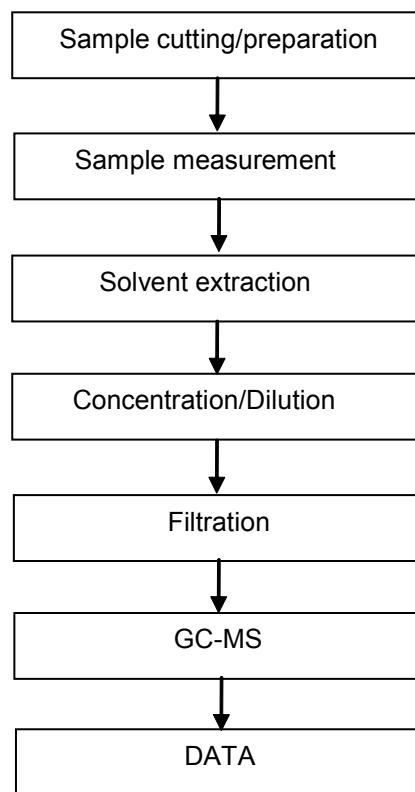 Sample cutting/preparation
Sample measurement
Solvent extraction
Concentration/Dilution
Filtration
GC-MS
DATA